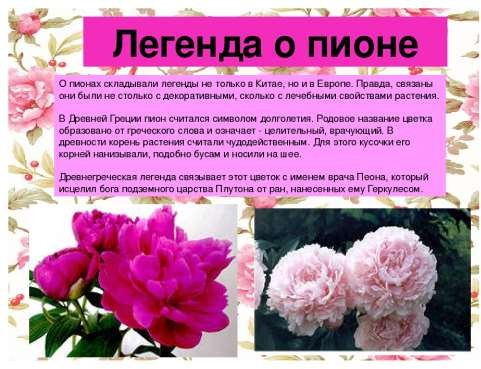 Легенда о пионе
О пионах складывали легенды не только в Китае, но и в Европе. Правда, связаны
они были не столько с декоративными, сколько с лечебными свойствами растения.
В Древней Греции пион считался символом долголетия. Родовое название цветка
образовано от греческого слова и означает - целительный, врачующий. В
древности корень растения считали чудодейственным. Для этого кусочки его
корней нанизывали, подобно бусам и носили на шее.
Древнегреческая легенда связывает этот цветок с именем врача Пеона, который
исцелил бога подземного царства Плутона от ран, нанесенных ему Геркулесом.